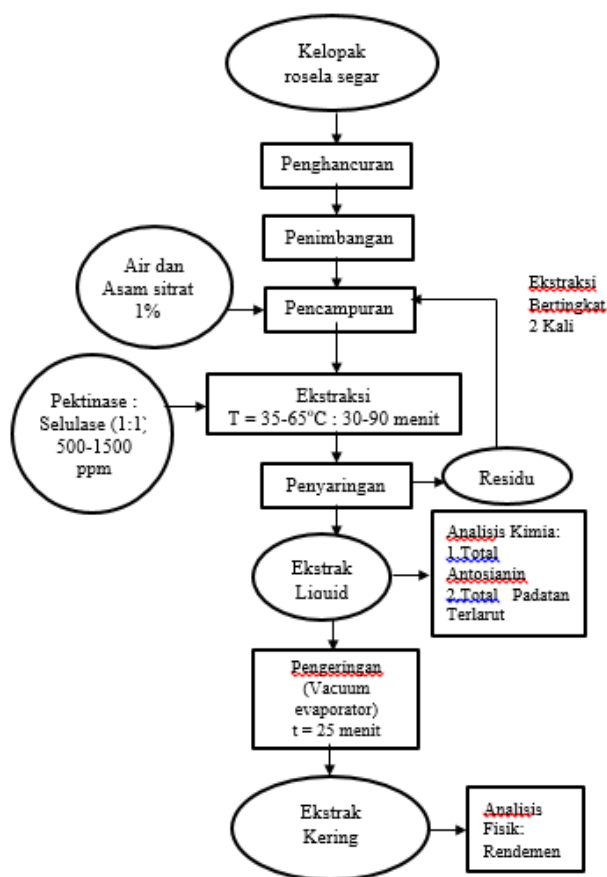 Kelopak
rosela segar
Penghancuran
Penimbangan
Air dan
Asam sitrat
1%
Pencampuran
Ekstraksi
Bertingkat
2 Kali
Pektinase :
Selulase (1:1)
500-1500
ppm
Ekstraksi
T = 35-65°C : 30-90 menit
Penyaringan
Residu
Ekstrak
Liouid
Analisis Kimia:
1.Total
Antosianin
2.Total Padatan
Terlarut
Pengeringan
(Vacuum
evaporator)
t = 25 menit
Ekstrak
Kering
Analisis
Fisik:
Rendemen